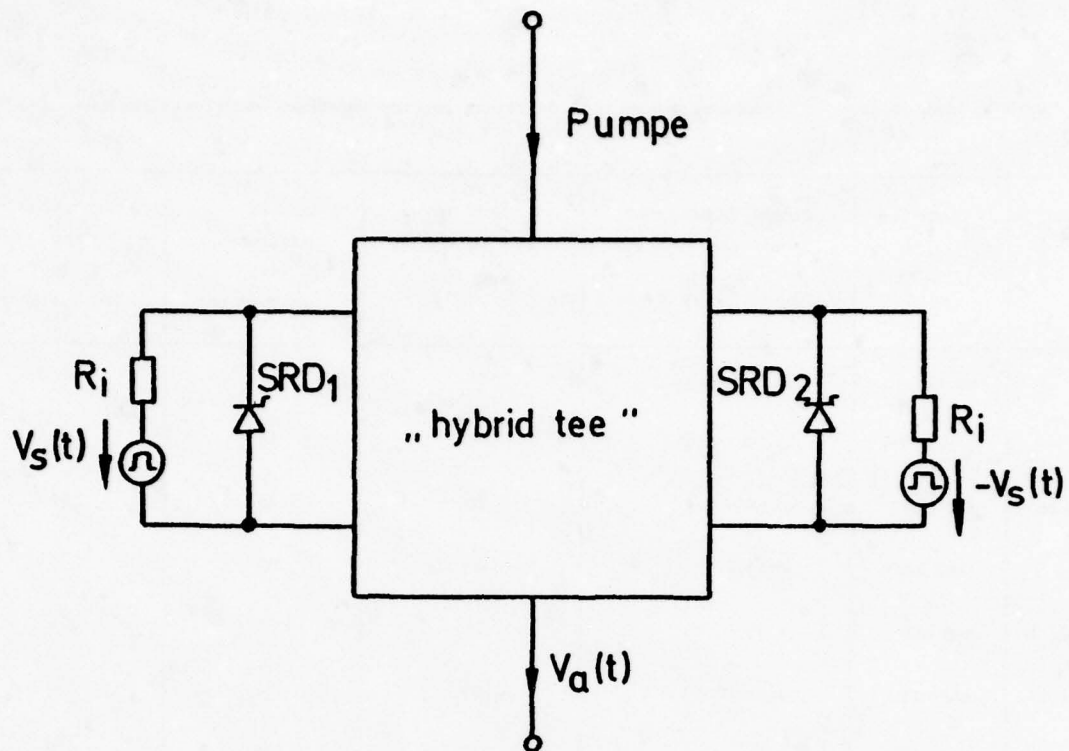 Pumpe
Ri
SRD1
Vs(t)
„hybrid tee“
SRD2
Ri
-Vs(t)
Va(t)